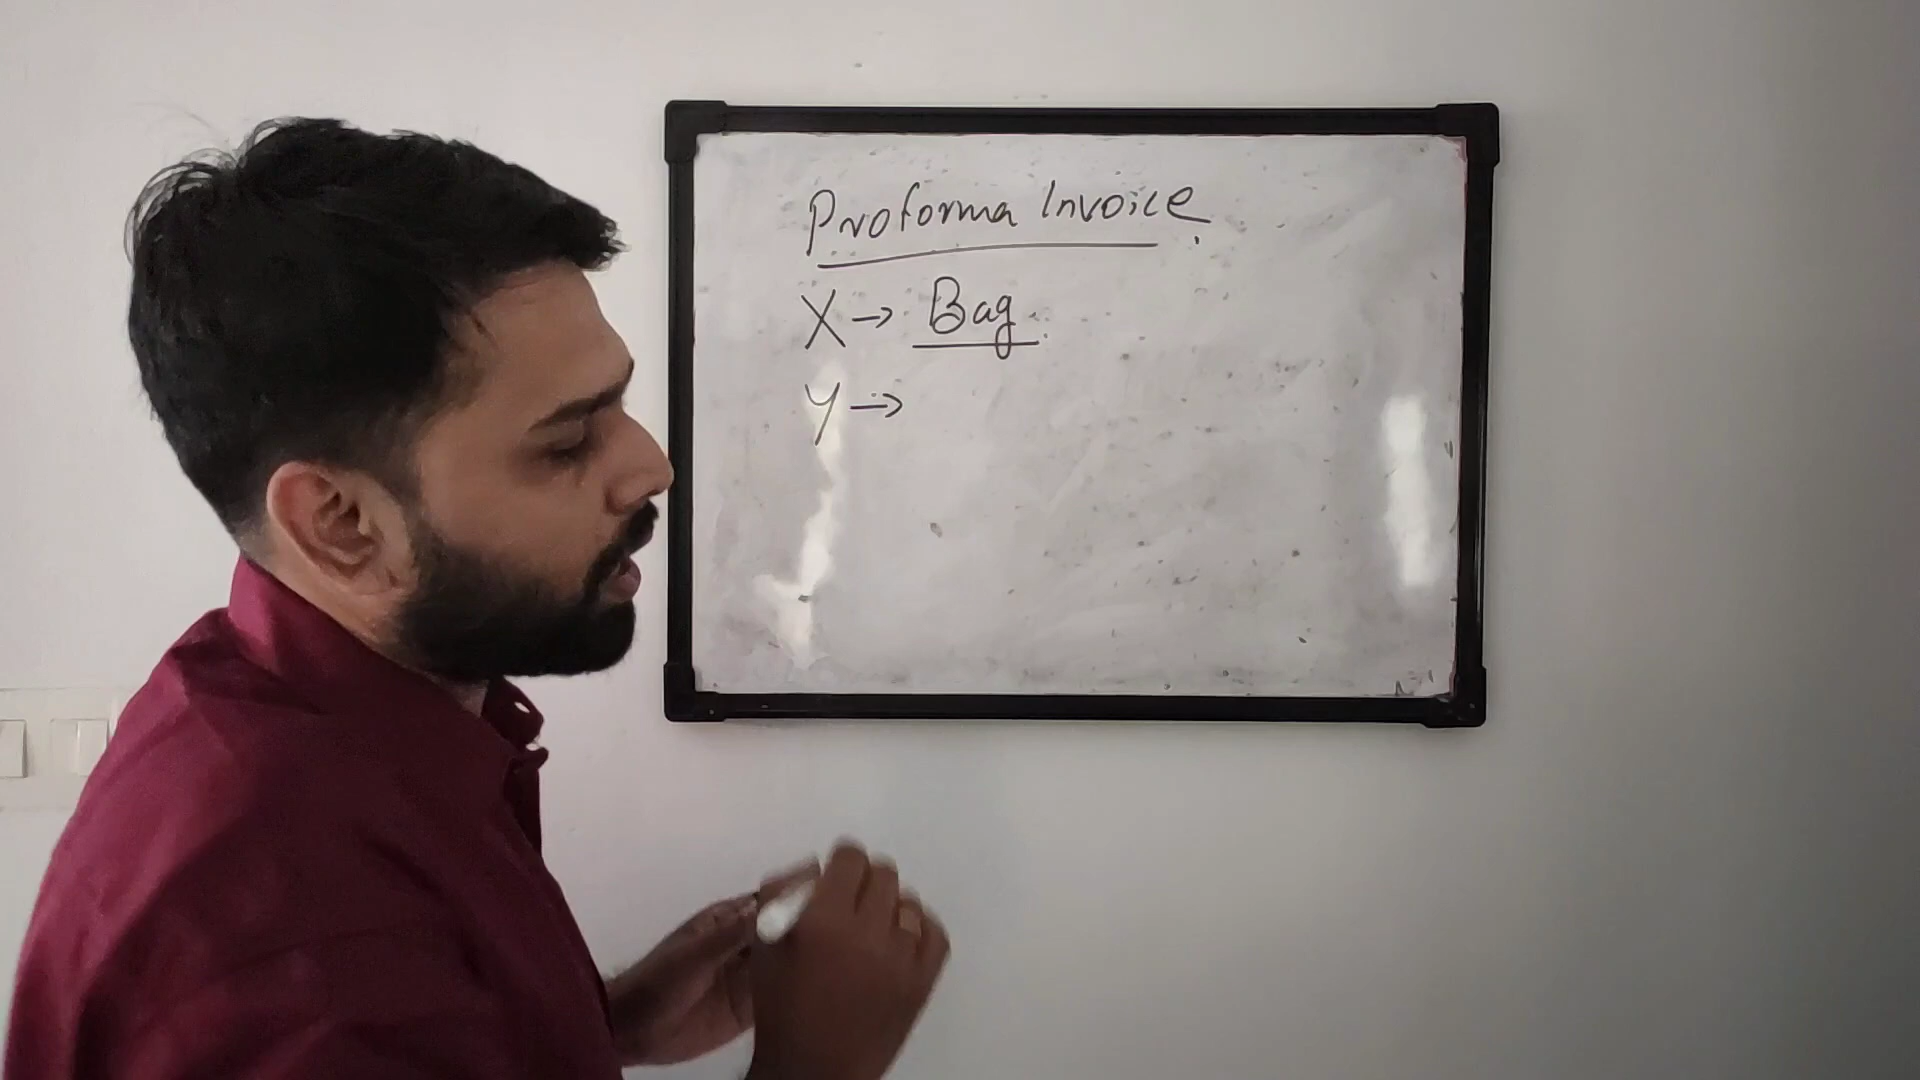 Proforma Invoice.
X → Bag.
Y →